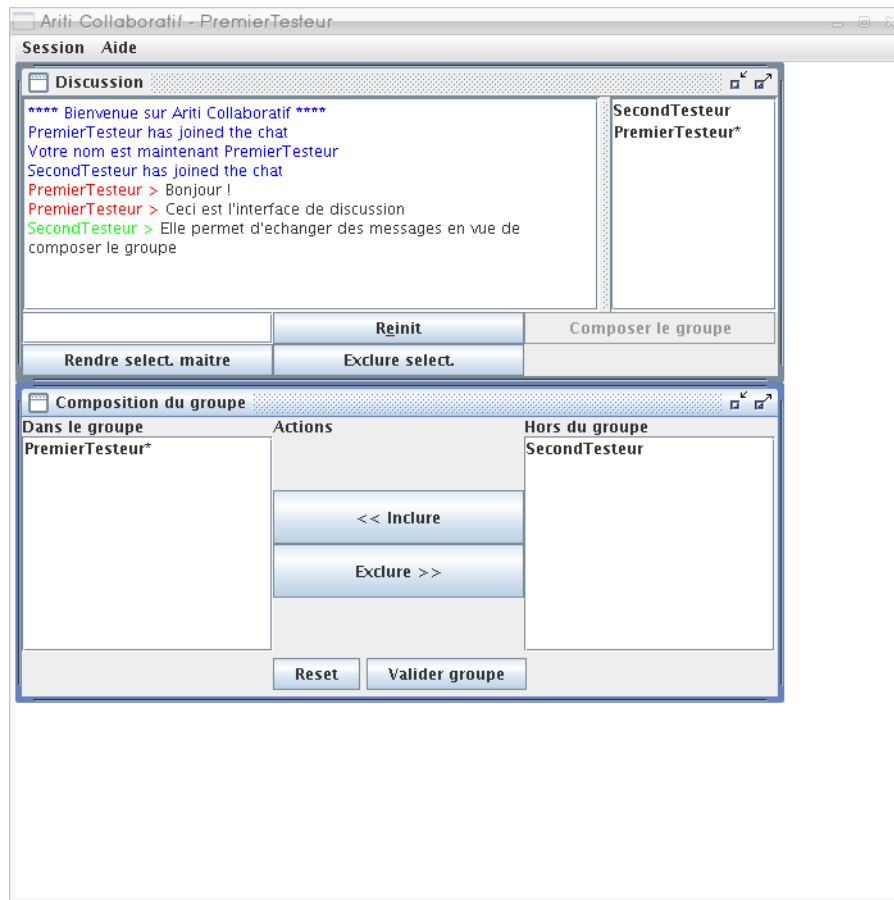 Ariti Collaboratif - PremierTesteur
Session Aide
Discussion
**** Bienvenue sur Ariti Collaboratif ****
PremierTesteur has joined the chat
Votre nom est maintenant PremierTesteur
SecondTesteur has joined the chat
PremierTesteur > Bonjour !
PremierTesteur > Ceci est l'interface de discussion
SecondTesteur > Elle permet d'echanger des messages en vue de
composer le groupe
SecondTesteur
PremierTesteur*
Reinit Composer le groupe
Rendre select. maitre Exclure select.
Composition du groupe
Dans le groupe Actions Hors du groupe
PremierTesteur* SecondTesteur
<< Inclure
Exclure >>
Reset Valider groupe